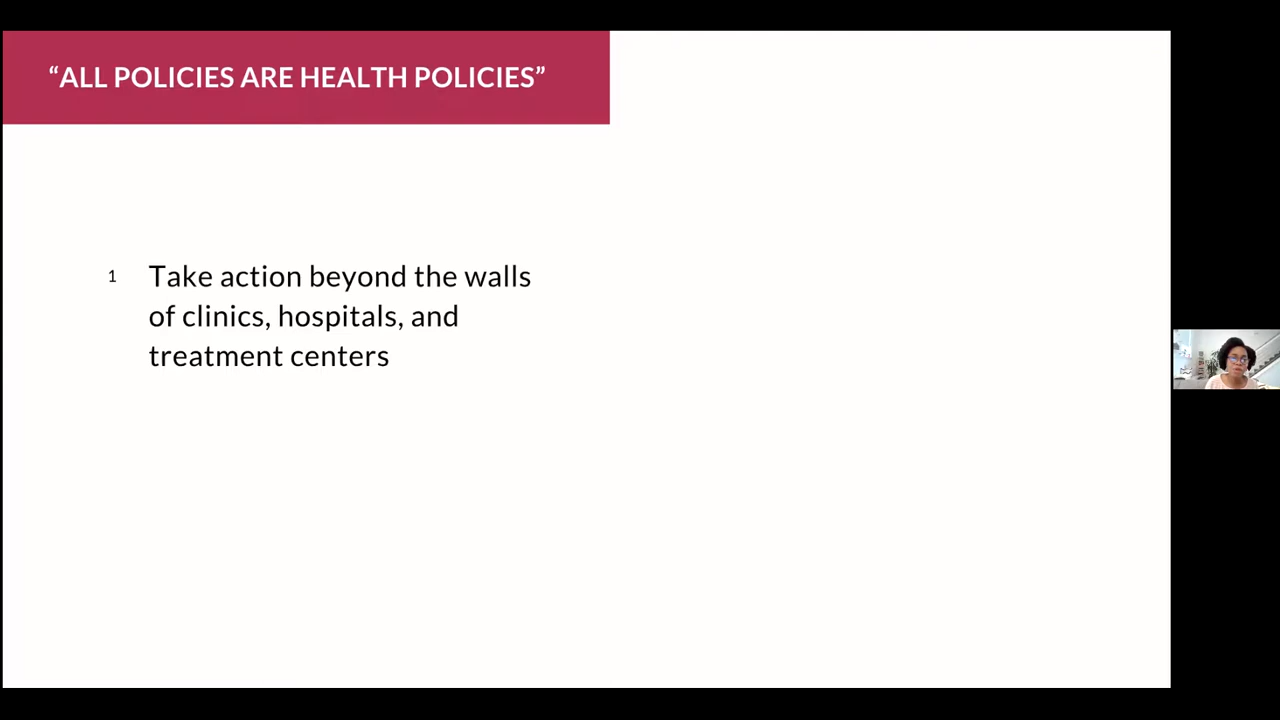 “ALL POLICIES ARE HEALTH POLICIES”
1 Take action beyond the walls
of clinics, hospitals, and
treatment centers